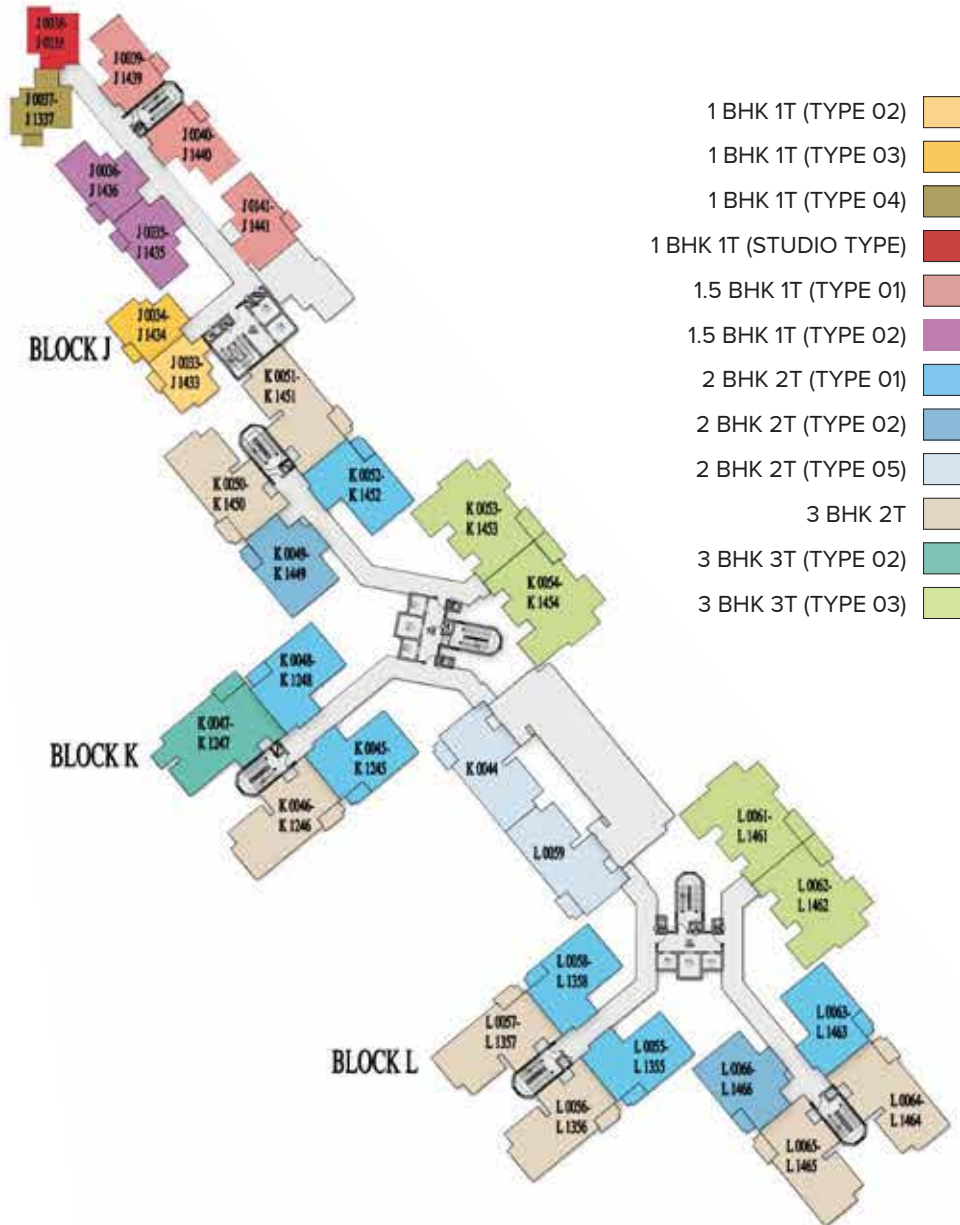 J 0039-
J 1439
J 0037-
J 1337
J 0040-
J 1440
J 0036-
J 1436
J 0141-
J 1441
J 0035-
J 1435
J 0034-
J 1434
BLOCK J
J 0033-
J 1433
K 0051-
K 1451
K 0050-
K 1450
K 0052-
K 1452
K 0053-
K 1453
K 0049-
K 1449
K 0054-
K 1454
K 0048-
K 1248
K 0047-
K 1247
BLOCK K
K 0045-
K 1245
K 0044
K 0046-
K 1246
L 0059
L 0061-
L 1461
L 0062-
L 1462
L 0058-
L 1358
L 0057-
L 1357
BLOCK L
L 0055-
L 1355
L 0056-
L 1356
L 0063-
L 1463
L 0066-
L 1466
L 0064-
L 1464
L 0065-
L 1465
1 BHK 1T (TYPE 02)
1 BHK 1T (TYPE 03)
1 BHK 1T (TYPE 04)
1 BHK 1T (STUDIO TYPE)
1.5 BHK 1T (TYPE 01)
1.5 BHK 1T (TYPE 02)
2 BHK 2T (TYPE 01)
2 BHK 2T (TYPE 02)
2 BHK 2T (TYPE 05)
3 BHK 2T
3 BHK 3T (TYPE 02)
3 BHK 3T (TYPE 03)